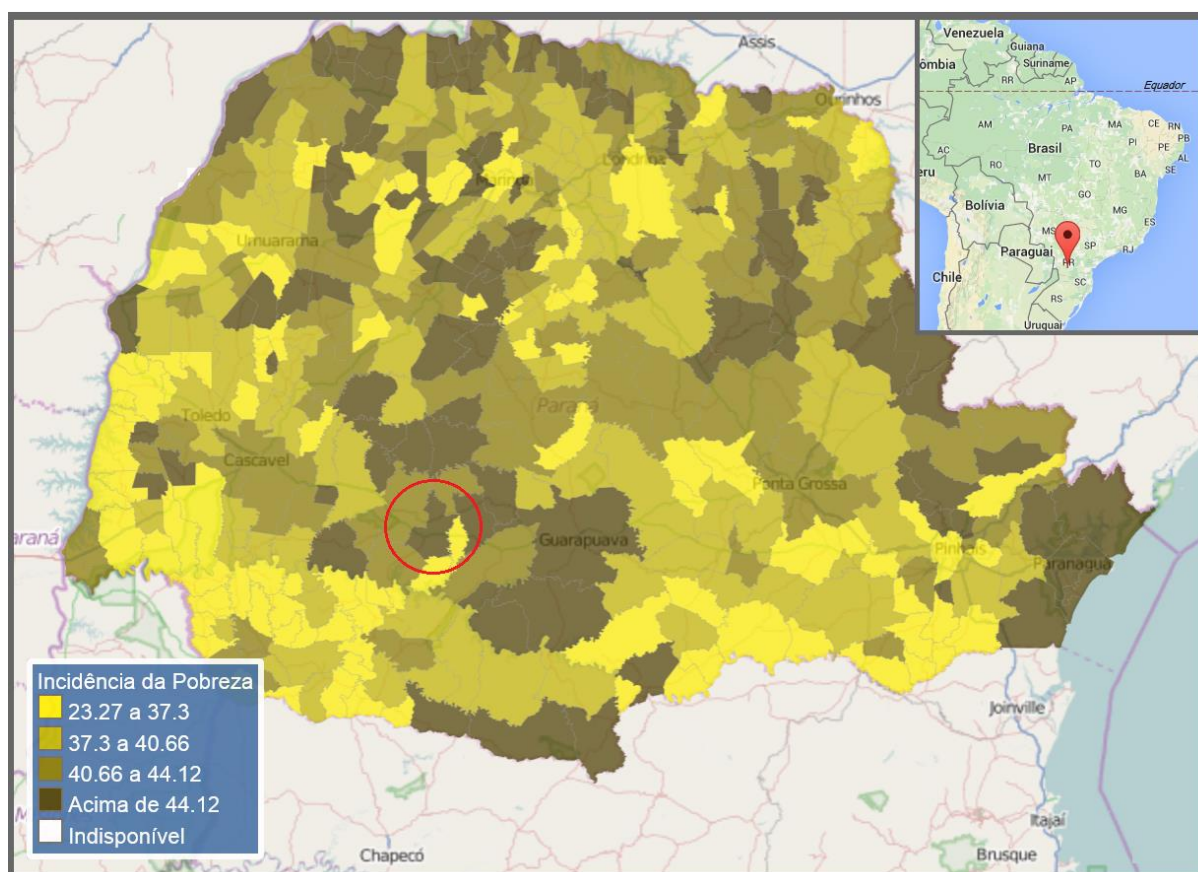 Assis
Ourinhos
Londrina
Maringá
Umuarama
Paraná
Toledo
Cascavel
Ponta Grossa
Guarapuava
Pinhais
Paranaguá
araná
Joinville
Itajaí
Brusque
Chapecó
Incidência da Pobreza
23.27 a 37.3
37.3 a 40.66
40.66 a 44.12
Acima de 44.12
Indisponível
Venezuela
Guiana
Suriname
ômbia
RR
AP
Equador
AM
PA
MA
CE
RN
PB
PE
AL
SE
PI
AC
RO
TO
BA
MT
Brasil
eru
Bolívia
GO
MG
ES
MS
SP
RJ
Paraguai
PR
SC
Chile
RS
Uruguai